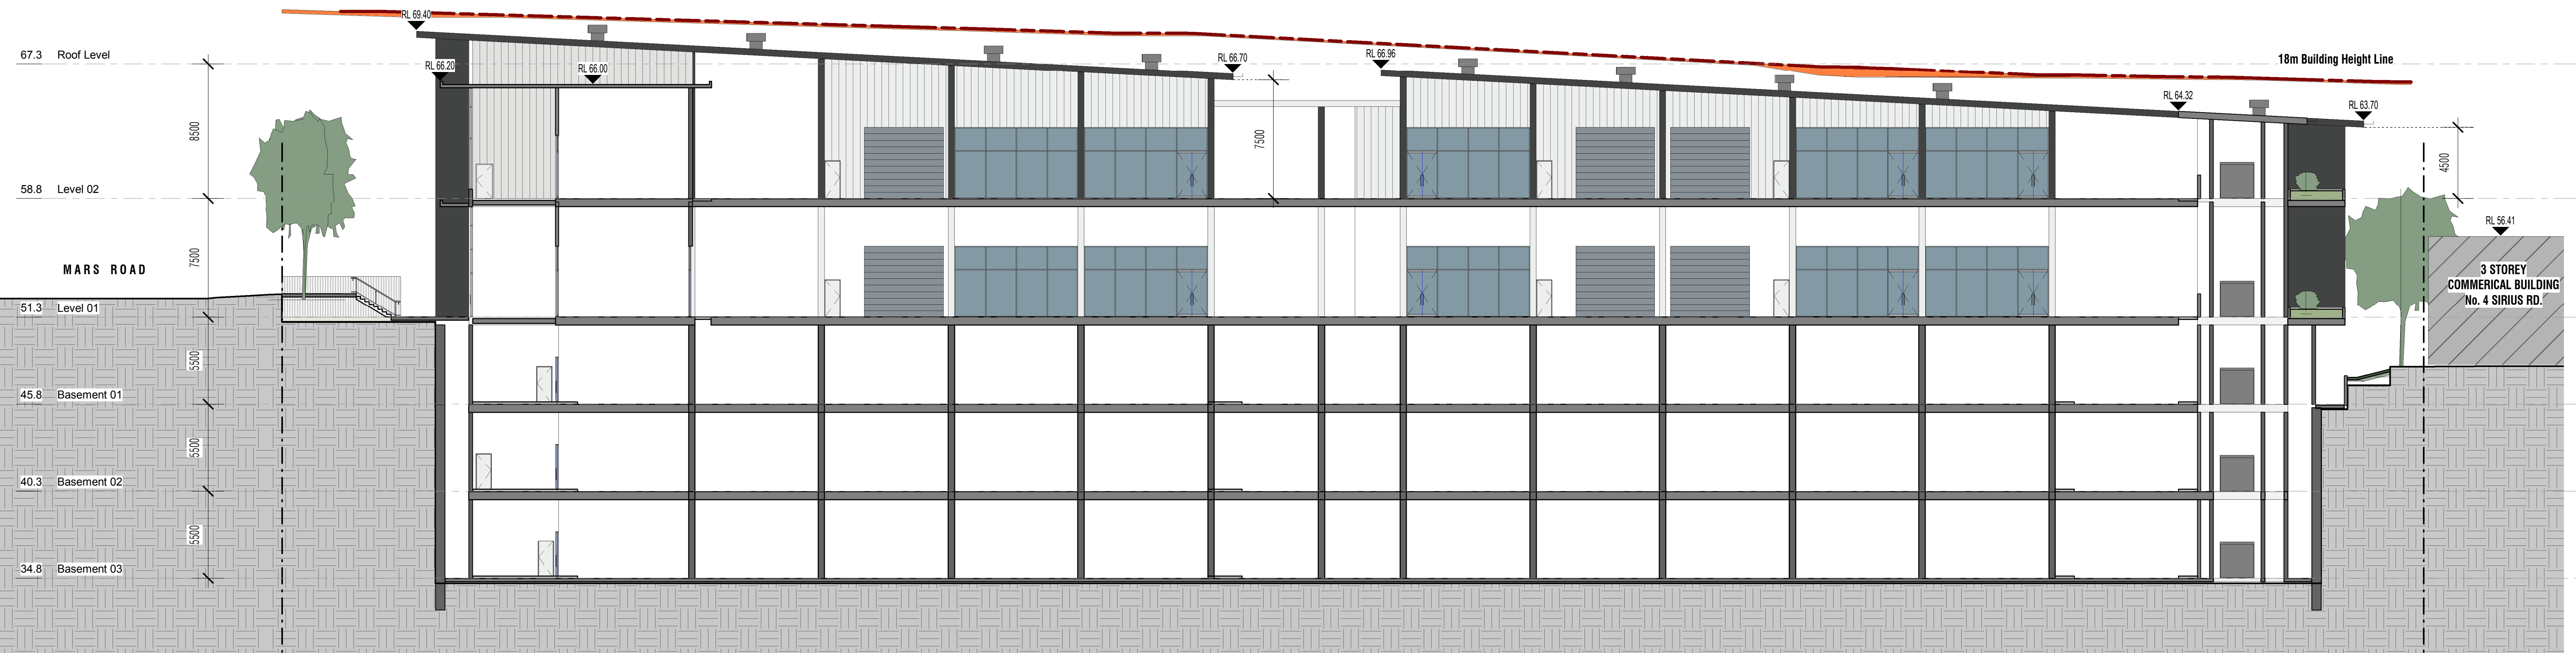 RL 69.40
67.3 Roof Level
RL 66.20
RL 66.00
RL 66.70
RL 66.96
18m Building Height Line
RL 64.32
RL 63.70
8500
7500
4500
58.8 Level 02
RL 56.41
7500
MARS ROAD
3 STOREY
COMMERICAL BUILDING
No. 4 SIRIUS RD.
51.3 Level 01
5500
45.8 Basement 01
5500
40.3 Basement 02
5500
34.8 Basement 03